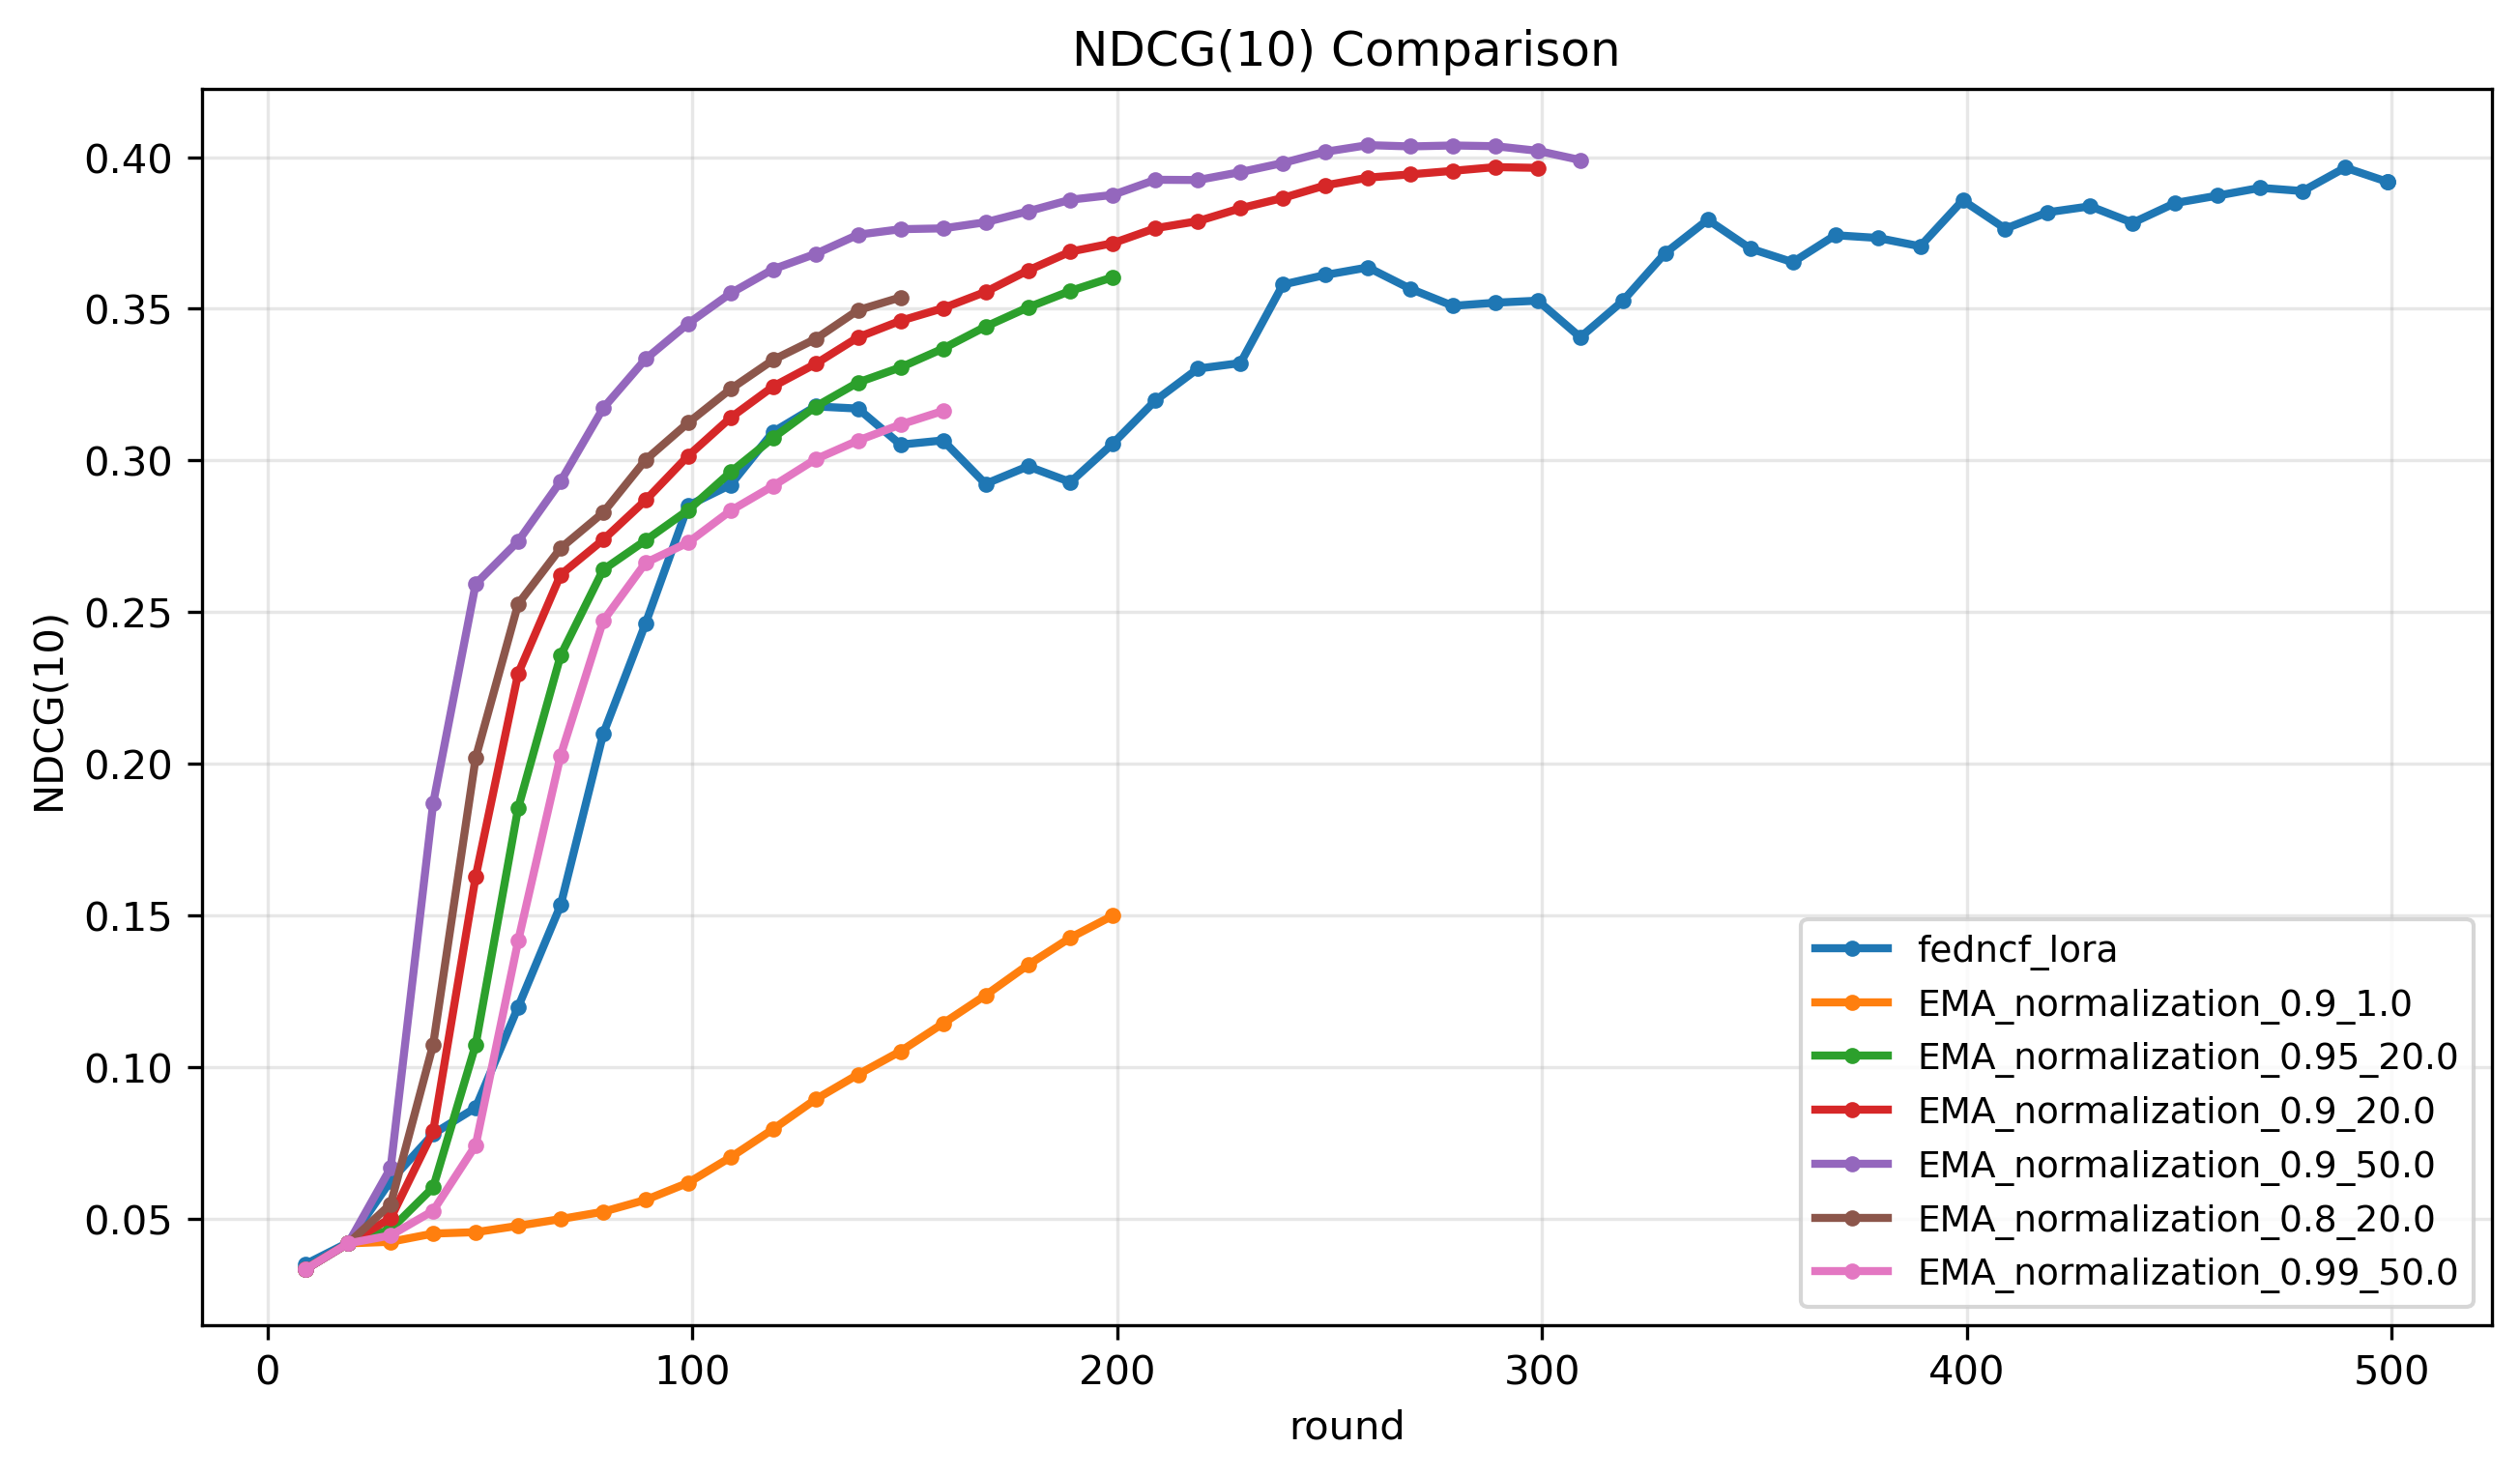 NDCG(10) Comparison
NDCG(10)
0.40
0.35
0.30
0.25
0.20
0.15
0.10
0.05
0
100
200
300
400
500
round
fedncf_lora
EMA_normalization_0.9_1.0
EMA_normalization_0.95_20.0
EMA_normalization_0.9_20.0
EMA_normalization_0.9_50.0
EMA_normalization_0.8_20.0
EMA_normalization_0.99_50.0